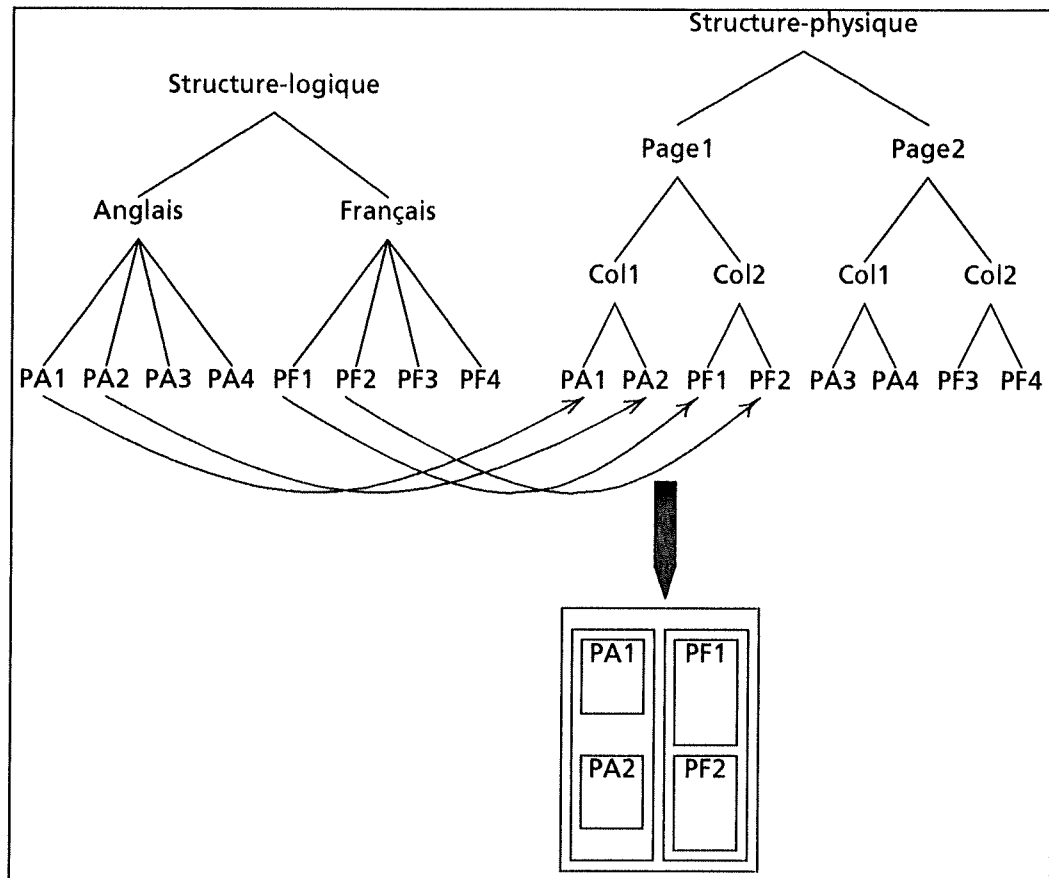 Structure-physique
Structure-logique
Page1 Page2
Anglais Français
Col1 Col2 Col1 Col2
PA1 PA2 PA3 PA4 PF1 PF2 PF3 PF4 PA1 PA2 PF1 PF2 PA3 PA4 PF3 PF4
PA1 PF1
PA2 PF2